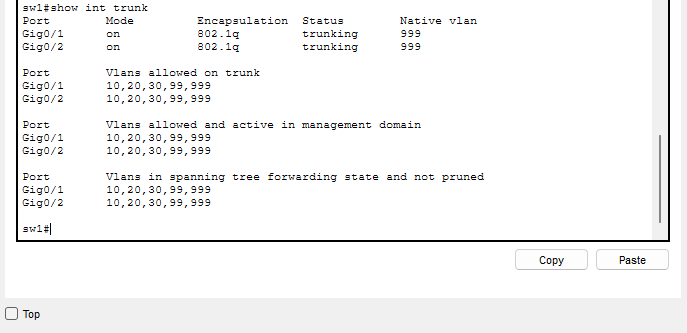 sw1#show int trunk
Port Mode Encapsulation Status Native vlan
Gig0/1 on 802.1q trunking 999
Gig0/2 on 802.1q trunking 999
Port Vlans allowed on trunk
Gig0/1 10,20,30,99,999
Gig0/2 10,20,30,99,999
Port Vlans allowed and active in management domain
Gig0/1 10,20,30,99,999
Gig0/2 10,20,30,99,999
Port Vlans in spanning tree forwarding state and not pruned
Gig0/1 10,20,30,99,999
Gig0/2 10,20,30,99,999
sw1#
Copy Paste
Top